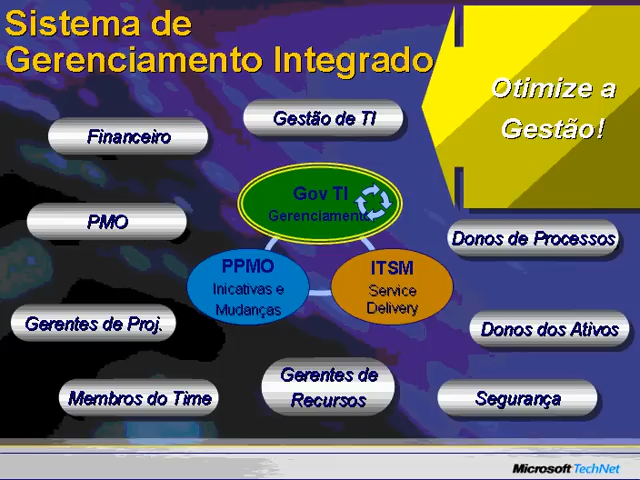 Sistema de
Gerenciamento Integrado
Otimize a
Gestão!
Gestão de TI
Financeiro
Gov TI
Gerenciamento
PMO
Donos de Processos
PPMO
Inicativas e
Mudanças
ITSM
Service
Delivery
Gerentes de Proj.
Donos dos Ativos
Gerentes de
Recursos
Membros do Time
Segurança
Microsoft TechNet